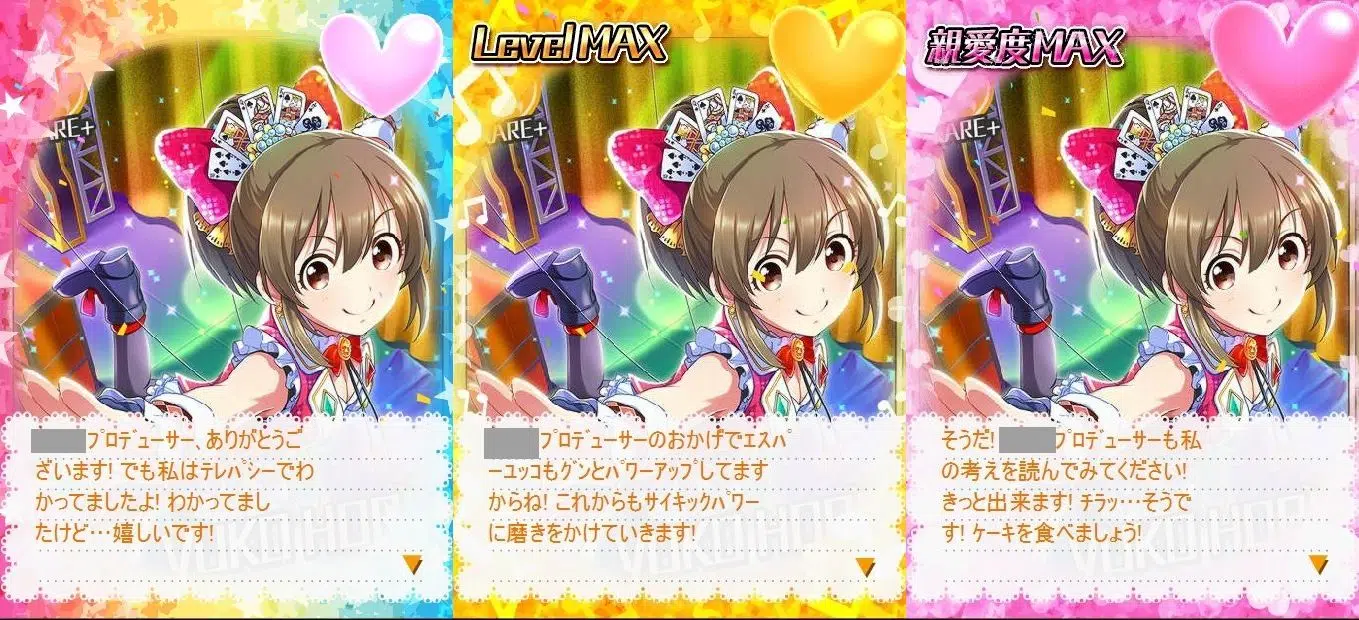 ARE+
プロデューサー、ありがとうご
ざいます! でも私はテレパシーでわ
かってましたよ! わかってまし
たけど…嬉しいです!
Level MAX
ARE+
プロデューサーのおかげでエスパ
ーユッコもグンとパワーアップしてます
からね! これからもサイキックパワー
に磨きをかけていきます!
親愛度MAX
ARE+
そうだ! プロデューサーも私
の考えを読んでみてください!
きっと出来ます! チラッ…そうで
す! ケーキを食べましょう!